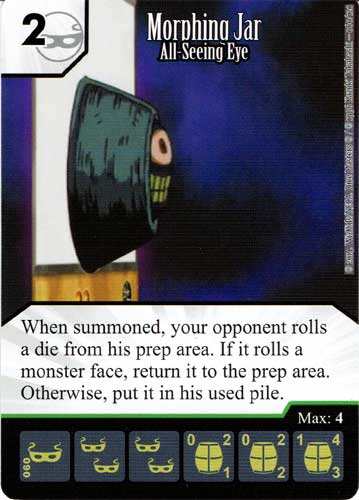 2
Morphing Jar
All-Seeing Eye
When summoned, your opponent rolls
a die from his prep area. If it rolls a
monster face, return it to the prep area.
Otherwise, put it in his used pile.
Max: 4
060
0 2 1
0 2 2
1 4 3